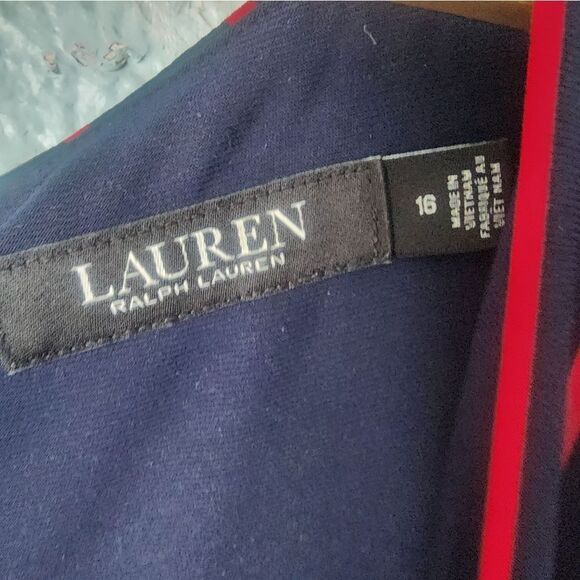 LAUREN
RALPH LAUREN
16
MADE IN
VIETNAM
FABRIQUÉ AU
VIET NAM